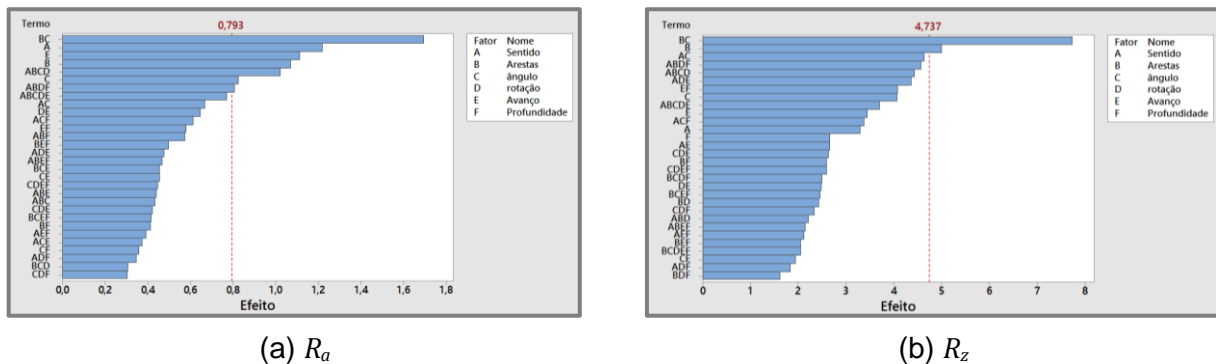 Termo
0,793
BC
A
E
B
ABCD
C
ABDF
ABCDE
AC
DE
ACF
EF
ABF
BEF
ADE
ABEF
BCE
CE
CDEF
ABE
ABC
CDE
BCEF
BF
AEF
ACE
CF
ADF
BCD
CDF
0,0 0,2 0,4 0,6 0,8 1,0 1,2 1,4 1,6 1,8
Efeito
Fator Nome
A Sentido
B Arestas
C ângulo
D rotação
E Avanço
F Profundidade
(a) Ra
Termo
4,737
BC
B
AC
ABDF
ABCD
ADE
EF
C
ABCDE
E
ACF
A
F
AE
CDE
BF
CDEF
BCDF
DE
BCEF
BD
CDF
ABD
ABEF
AEF
BEF
BCDEF
CE
ADF
BDF
0 1 2 3 4 5 6 7 8
Efeito
Fator Nome
A Sentido
B Arestas
C ângulo
D rotação
E Avanço
F Profundidade
(b) Rz